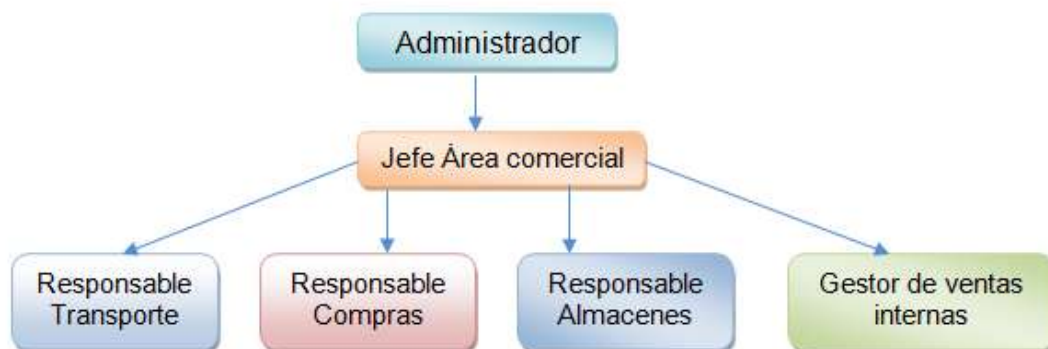 Administrador
Jefe Área comercial
Responsable
Transporte
Responsable
Compras
Responsable
Almacenes
Gestor de ventas
internas